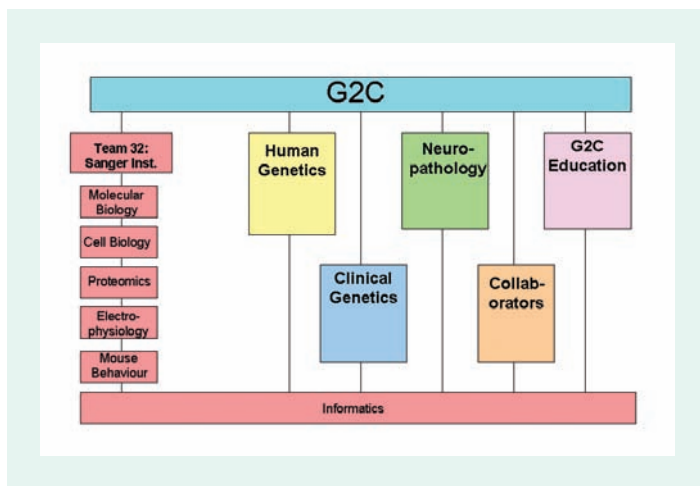 G2C
Team 32:
Sanger Inst.
Molecular
Biology
Cell Biology
Proteomics
Electro-
physiology
Mouse
Behaviour
Human
Genetics
Clinical
Genetics
Neuro-
pathology
Collab-
orators
G2C
Education
Informatics